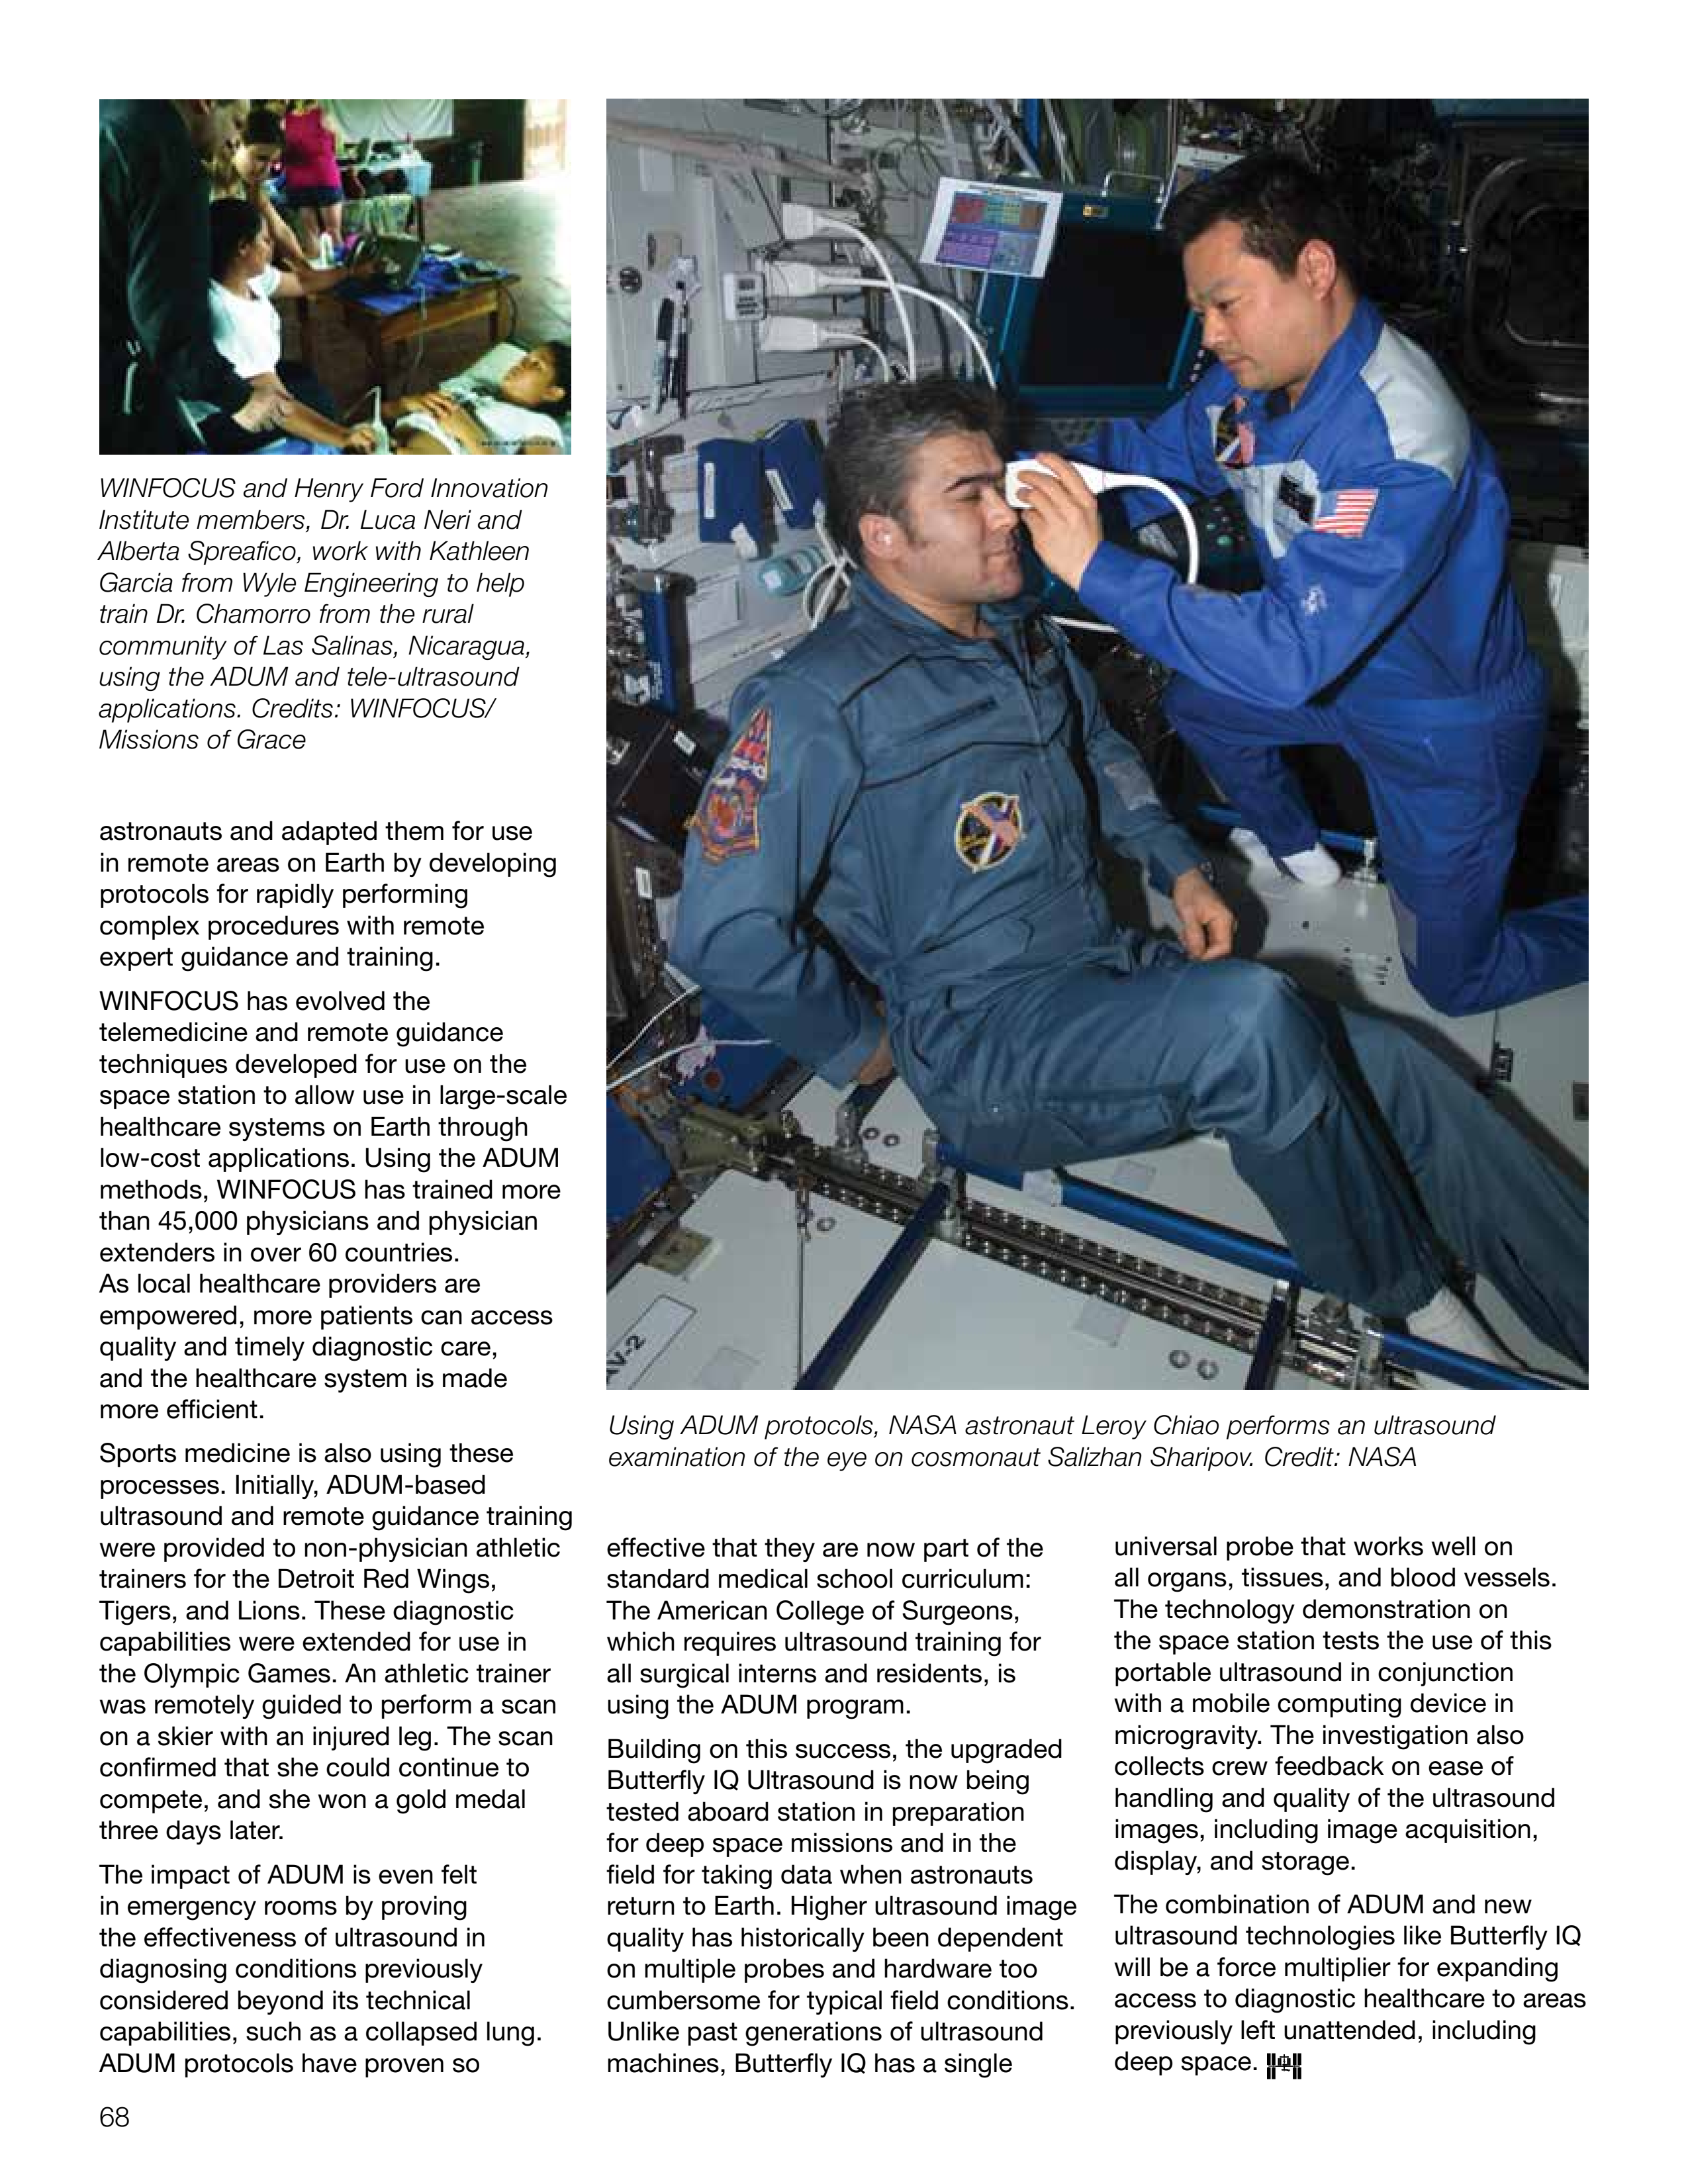 WINFOCUS and Henry Ford Innovation
Institute members, Dr. Luca Neri and
Alberta Spreafico, work with Kathleen
Garcia from Wyle Engineering to help
train Dr. Chamorro from the rural
community of Las Salinas, Nicaragua,
using the ADUM and tele-ultrasound
applications. Credits: WINFOCUS/
Missions of Grace
astronauts and adapted them for use
in remote areas on Earth by developing
protocols for rapidly performing
complex procedures with remote
expert guidance and training.
WINFOCUS has evolved the
telemedicine and remote guidance
techniques developed for use on the
space station to allow use in large-scale
healthcare systems on Earth through
low-cost applications. Using the ADUM
methods, WINFOCUS has trained more
than 45,000 physicians and physician
extenders in over 60 countries.
As local healthcare providers are
empowered, more patients can access
quality and timely diagnostic care,
and the healthcare system is made
more efficient.
Sports medicine is also using these
processes. Initially, ADUM-based
ultrasound and remote guidance training
were provided to non-physician athletic
trainers for the Detroit Red Wings,
Tigers, and Lions. These diagnostic
capabilities were extended for use in
the Olympic Games. An athletic trainer
was remotely guided to perform a scan
on a skier with an injured leg. The scan
confirmed that she could continue to
compete, and she won a gold medal
three days later.
The impact of ADUM is even felt
in emergency rooms by proving
the effectiveness of ultrasound in
diagnosing conditions previously
considered beyond its technical
capabilities, such as a collapsed lung.
ADUM protocols have proven so
AV-2
Using ADUM protocols, NASA astronaut Leroy Chiao performs an ultrasound
examination of the eye on cosmonaut Salizhan Sharipov. Credit: NASA
effective that they are now part of the
standard medical school curriculum:
The American College of Surgeons,
which requires ultrasound training for
all surgical interns and residents, is
using the ADUM program.
Building on this success, the upgraded
Butterfly IQ Ultrasound is now being
tested aboard station in preparation
for deep space missions and in the
field for taking data when astronauts
return to Earth. Higher ultrasound image
quality has historically been dependent
on multiple probes and hardware too
cumbersome for typical field conditions.
Unlike past generations of ultrasound
machines, Butterfly IQ has a single
universal probe that works well on
all organs, tissues, and blood vessels.
The technology demonstration on
the space station tests the use of this
portable ultrasound in conjunction
with a mobile computing device in
microgravity. The investigation also
collects crew feedback on ease of
handling and quality of the ultrasound
images, including image acquisition,
display, and storage.
The combination of ADUM and new
ultrasound technologies like Butterfly IQ
will be a force multiplier for expanding
access to diagnostic healthcare to areas
previously left unattended, including
deep space.
68